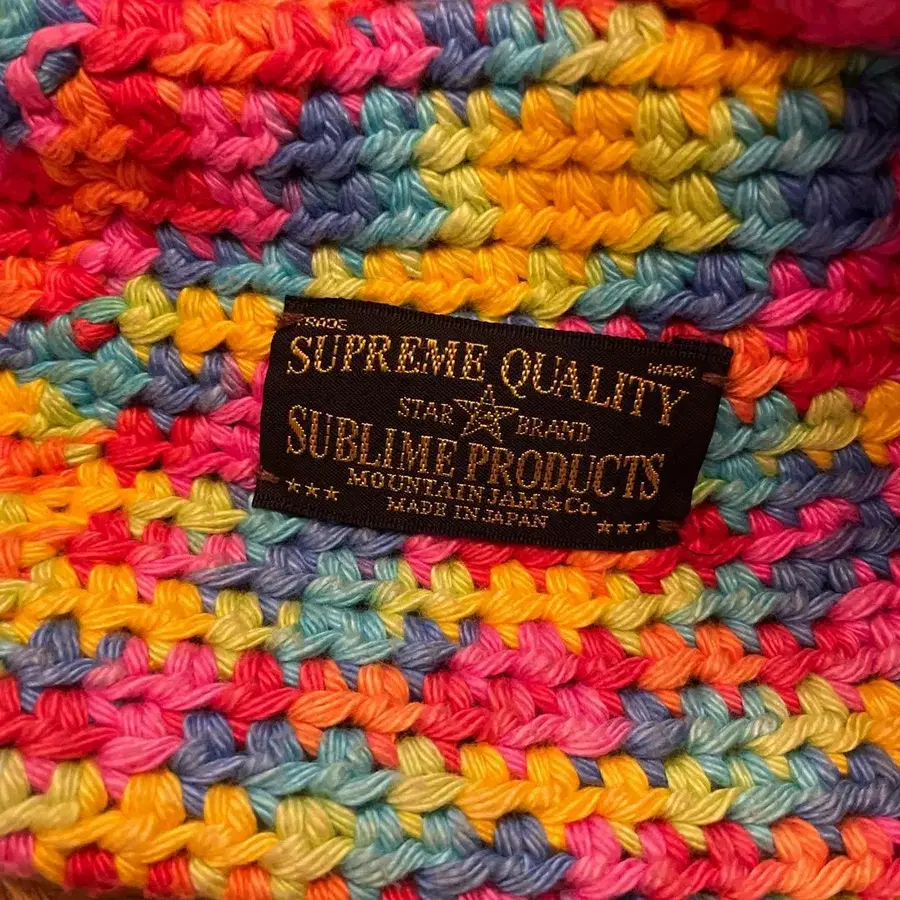 TRADE MARK
SUPREME QUALITY
STAR BRAND
SUBLIME PRODUCTS
MOUNTAIN JAM & Co.
MADE IN JAPAN